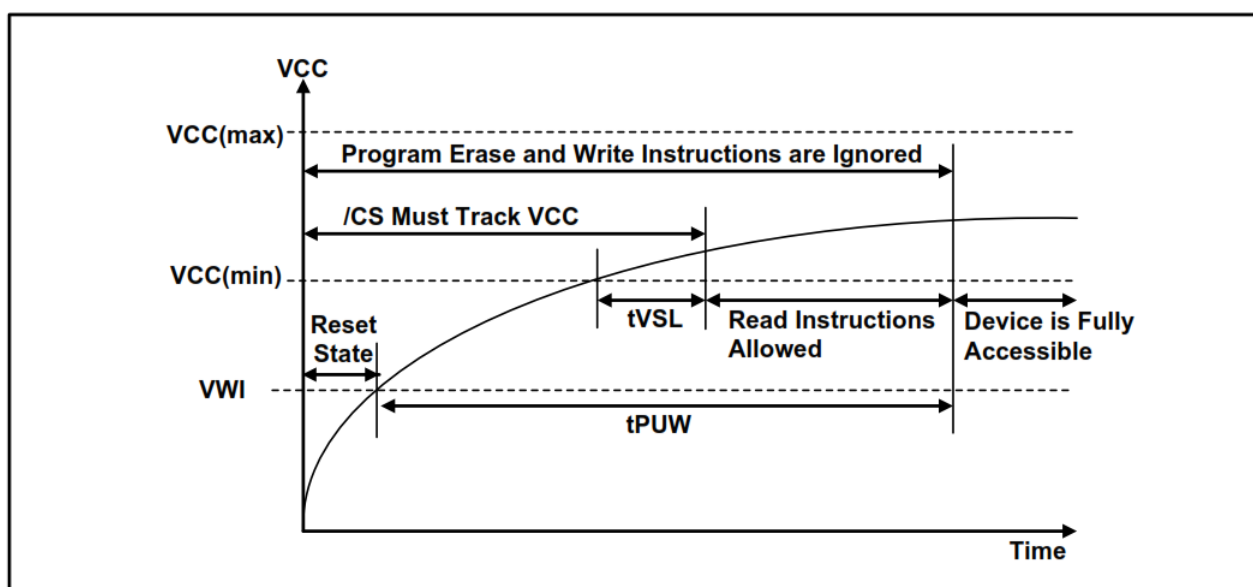 VCC
VCC(max)
Program Erase and Write Instructions are Ignored
/CS Must Track VCC
VCC(min)
tVSL
Read Instructions
Allowed
Device is Fully
Accessible
Reset
State
VWI
tPUW
Time